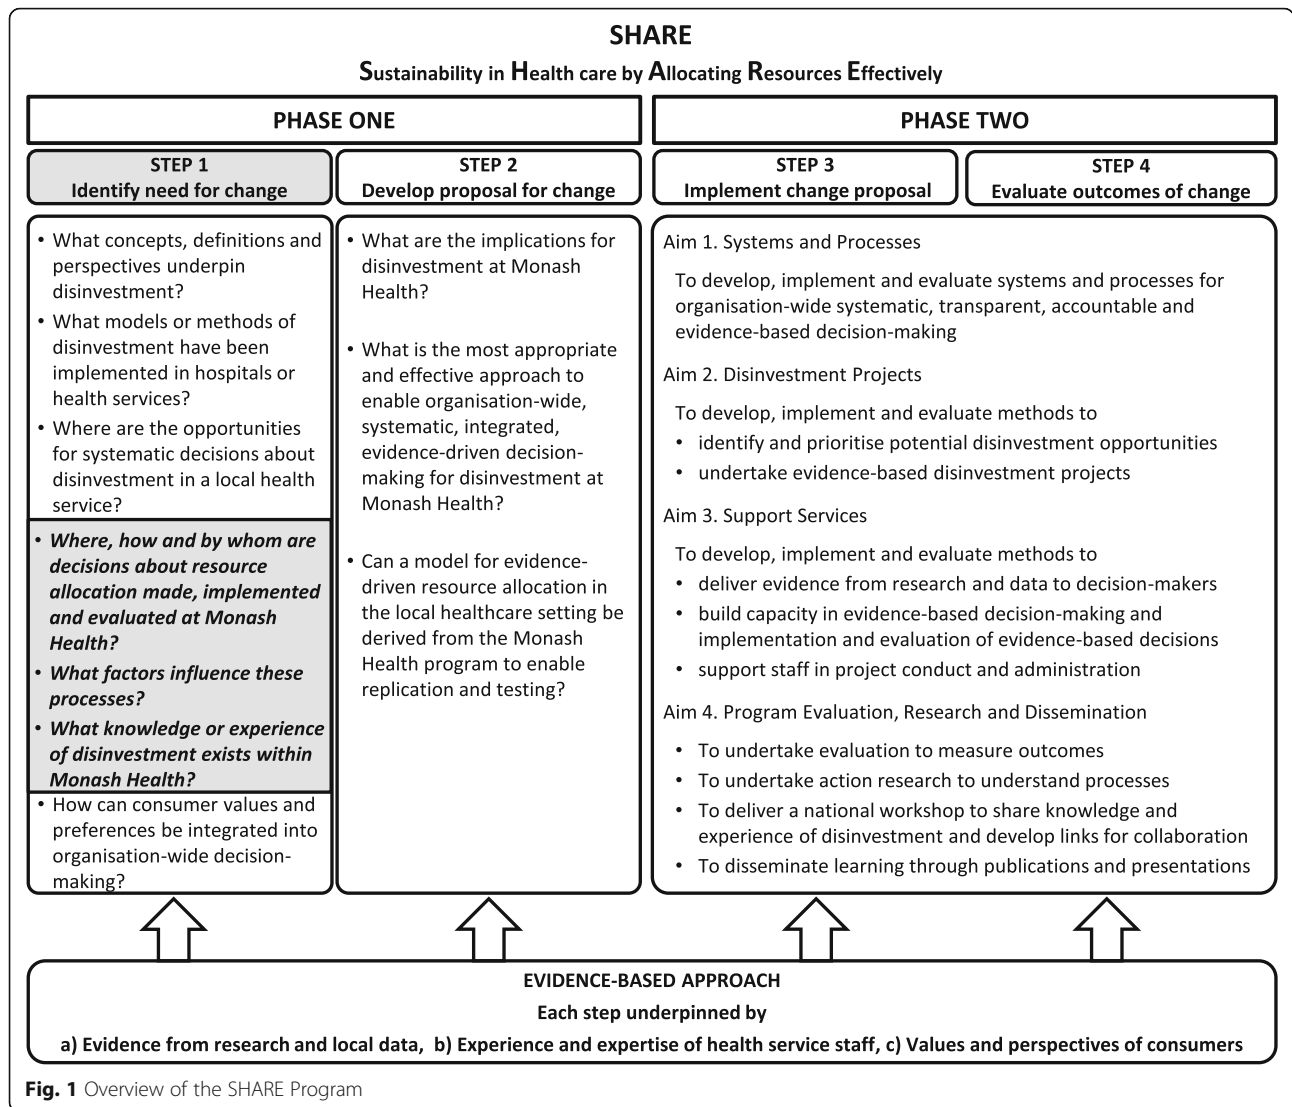 SHARE
Sustainability in Health care by Allocating Resources Effectively
PHASE ONE
STEP 1
Identify need for change
• What concepts, definitions and
perspectives underpin
disinvestment?
• What models or methods of
disinvestment have been
implemented in hospitals or
health services?
• Where are the opportunities
for systematic decisions about
disinvestment in a local health
service?
• Where, how and by whom are
decisions about resource
allocation made, implemented
and evaluated at Monash
Health?
• What factors influence these
processes?
• What knowledge or experience
of disinvestment exists within
Monash Health?
• How can consumer values and
preferences be integrated into
organisation-wide decision-
making?
STEP 2
Develop proposal for change
• What are the implications for
disinvestment at Monash
Health?
• What is the most appropriate
and effective approach to
enable organisation-wide,
systematic, integrated,
evidence-driven decision-
making for disinvestment at
Monash Health?
• Can a model for evidence-
driven resource allocation in
the local healthcare setting be
derived from the Monash
Health program to enable
replication and testing?
PHASE TWO
STEP 3
Implement change proposal
STEP 4
Evaluate outcomes of change
Aim 1. Systems and Processes
To develop, implement and evaluate systems and processes for
organisation-wide systematic, transparent, accountable and
evidence-based decision-making
Aim 2. Disinvestment Projects
To develop, implement and evaluate methods to
• identify and prioritise potential disinvestment opportunities
• undertake evidence-based disinvestment projects
Aim 3. Support Services
To develop, implement and evaluate methods to
• deliver evidence from research and data to decision-makers
• build capacity in evidence-based decision-making and
implementation and evaluation of evidence-based decisions
• support staff in project conduct and administration
Aim 4. Program Evaluation, Research and Dissemination
• To undertake evaluation to measure outcomes
• To undertake action research to understand processes
• To deliver a national workshop to share knowledge and
experience of disinvestment and develop links for collaboration
• To disseminate learning through publications and presentations
EVIDENCE-BASED APPROACH
Each step underpinned by
a) Evidence from research and local data, b) Experience and expertise of health service staff, c) Values and perspectives of consumers
Fig. 1 Overview of the SHARE Program